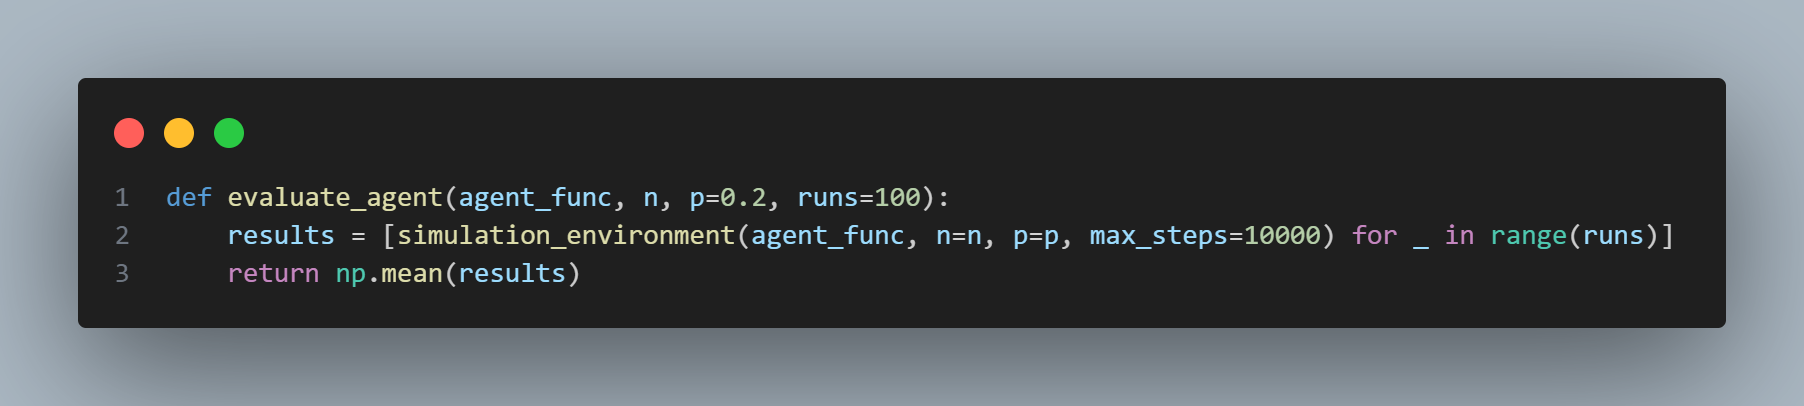 1 def evaluate_agent(agent_func, n, p=0.2, runs=100):
2     results = [simulation_environment(agent_func, n=n, p=p, max_steps=10000) for _ in range(runs)]
3     return np.mean(results)